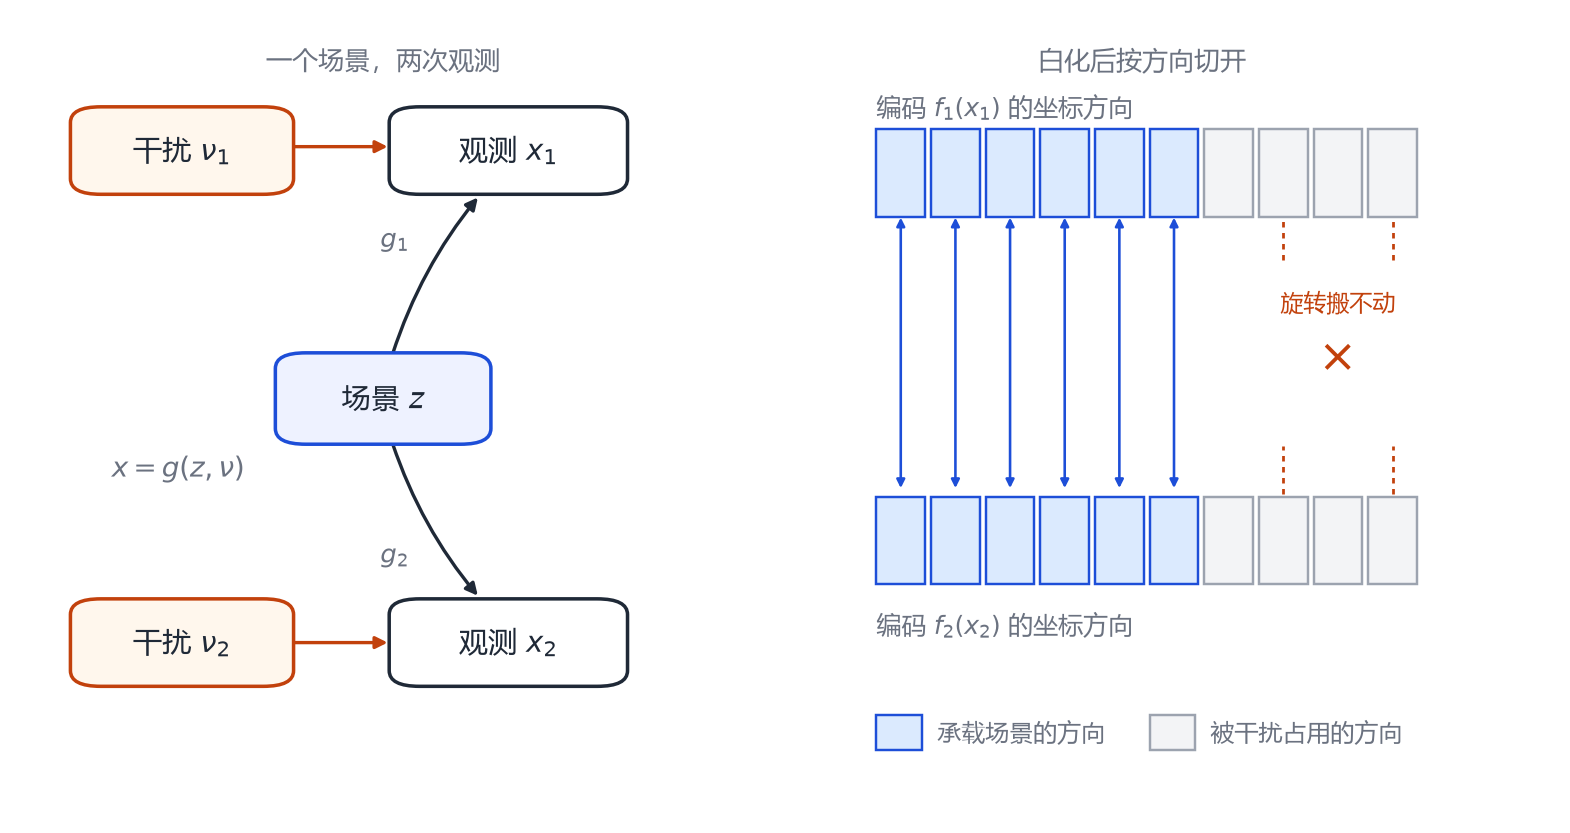 一个场景，两次观测
干扰 ν₁
观测 x₁
g₁
场景 z
x = g(z, ν)
g₂
干扰 ν₂
观测 x₂
白化后按方向切开
编码 f₁(x₁) 的坐标方向
旋转搬不动
编码 f₂(x₂) 的坐标方向
承载场景的方向
被干扰占用的方向